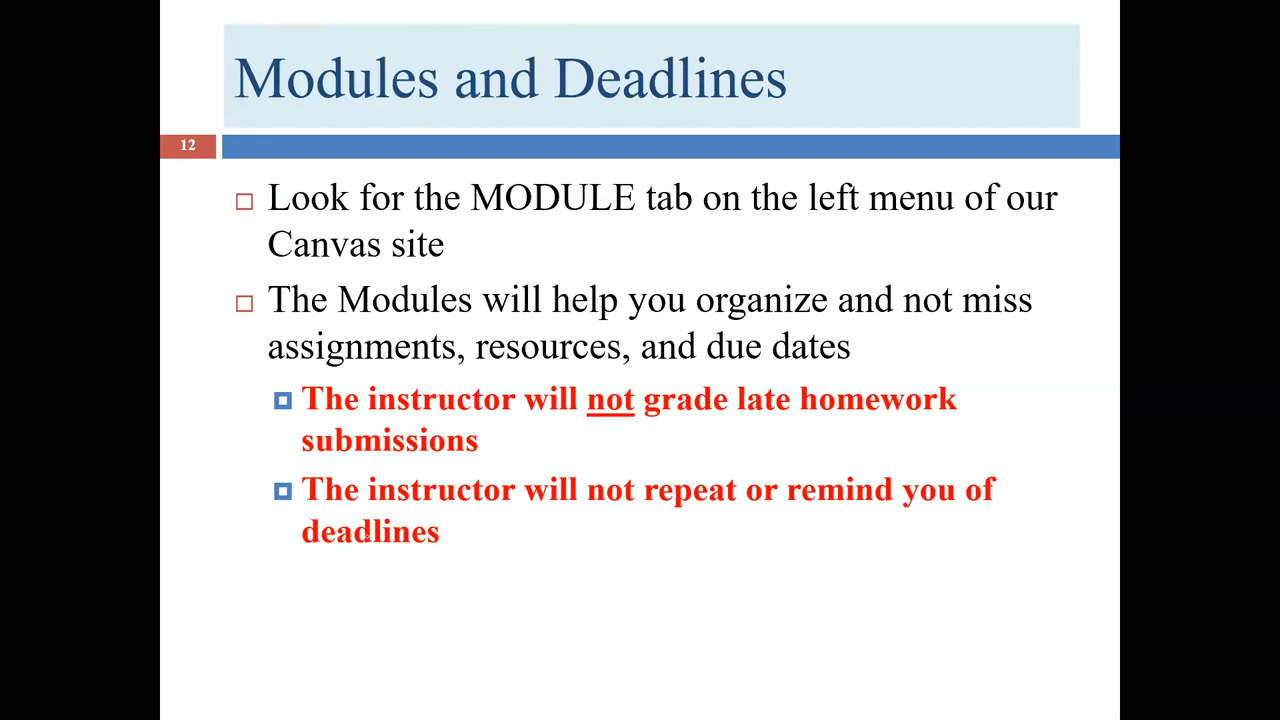 Modules and Deadlines
12
Look for the MODULE tab on the left menu of our
Canvas site
The Modules will help you organize and not miss
assignments, resources, and due dates
The instructor will not grade late homework
submissions
The instructor will not repeat or remind you of
deadlines